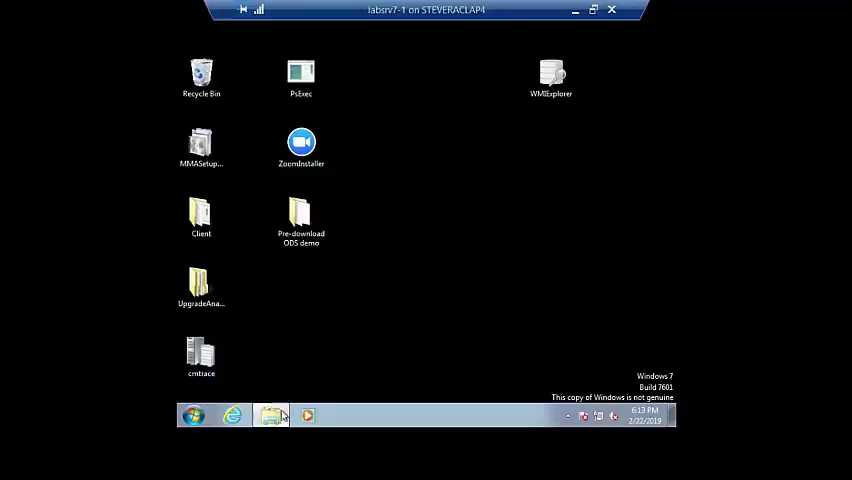 labsrv7-1 on STEVERACLAP4
Recycle Bin
PsExec
WMIExplorer
MMASetup...
ZoomInstaller
Client
Pre-download
ODS demo
UpgradeAna...
cmtrace
Windows 7
Build 7601
This copy of Windows is not genuine
6:13 PM
2/22/2019